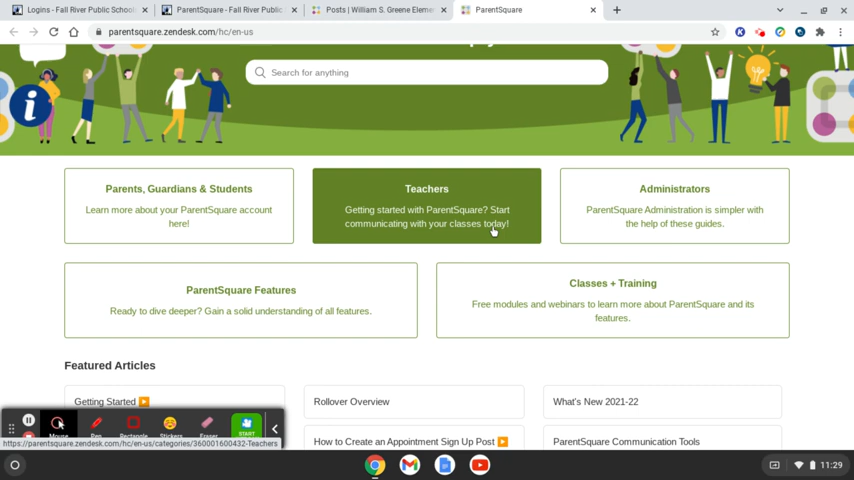 Logins - Fall River Public School
ParentSquare - Fall River Public
Posts | William S. Greene Eleme
ParentSquare
parentsquare.zendesk.com/hc/en-us
Search for anything
Parents, Guardians & Students
Learn more about your ParentSquare account
here!
Teachers
Getting started with ParentSquare? Start
communicating with your classes today!
Administrators
ParentSquare Administration is simpler with
the help of these guides.
ParentSquare Features
Ready to dive deeper? Gain a solid understanding of all features.
Classes + Training
Free modules and webinars to learn more about ParentSquare and its
features.
Featured Articles
Getting Started
Rollover Overview
What's New 2021-22
Mouse
Pen
Rectangle
Stickers
Eraser
START
How to Create an Appointment Sign Up Post
ParentSquare Communication Tools
https://parentsquare.zendesk.com/hc/en-us/categories/360001600432-Teachers
11:29